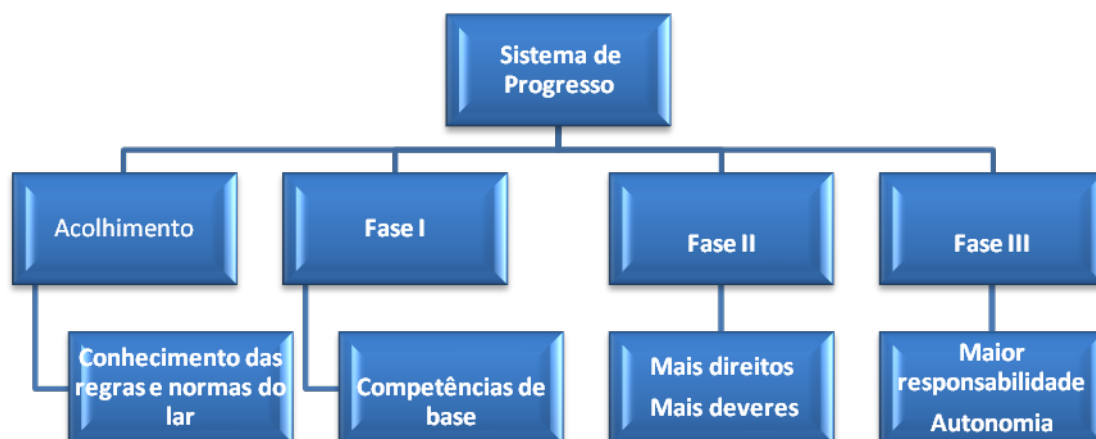 Sistema de
Progresso
Acolhimento
Fase I
Fase II
Fase III
Conhecimento das
regras e normas do
lar
Competências de
base
Mais direitos
Mais deveres
Maior
responsabilidade
Autonomia